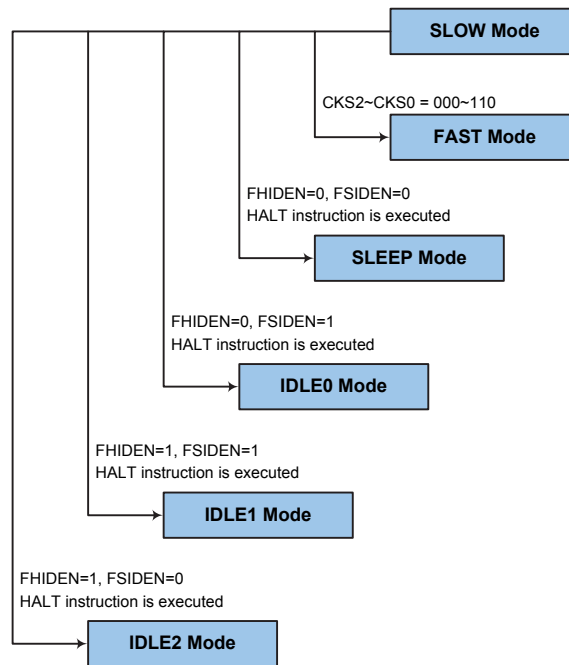 SLOW Mode
CKS2~CKS0 = 000~110
FAST Mode
FHIDEN=0, FSIDEN=0
HALT instruction is executed
SLEEP Mode
FHIDEN=0, FSIDEN=1
HALT instruction is executed
IDLE0 Mode
FHIDEN=1, FSIDEN=1
HALT instruction is executed
IDLE1 Mode
FHIDEN=1, FSIDEN=0
HALT instruction is executed
IDLE2 Mode